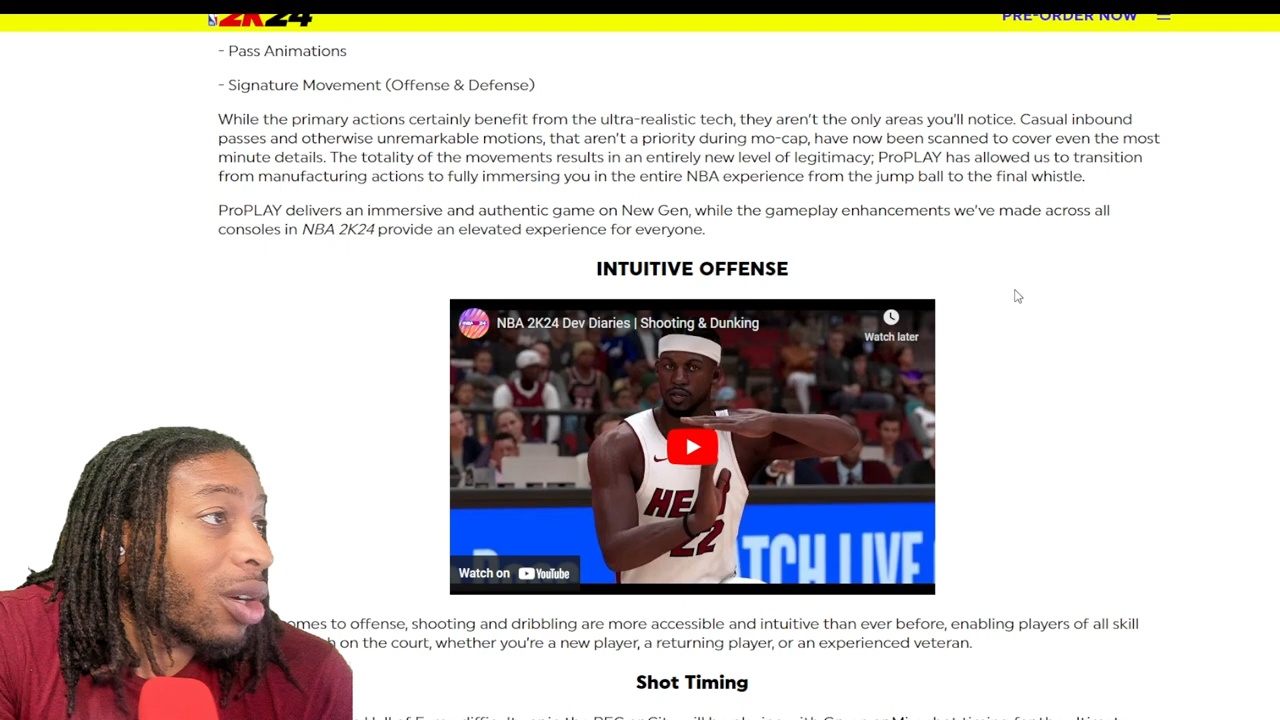 2K24
PRE-ORDER NOW
- Pass Animations
- Signature Movement (Offense & Defense)
While the primary actions certainly benefit from the ultra-realistic tech, they aren't the only areas you'll notice. Casual inbound
passes and otherwise unremarkable motions, that aren't a priority during mo-cap, have now been scanned to cover even the most
minute details. The totality of the movements results in an entirely new level of legitimacy; ProPLAY has allowed us to transition
from manufacturing actions to fully immersing you in the entire NBA experience from the jump ball to the final whistle.
ProPLAY delivers an immersive and authentic game on New Gen, while the gameplay enhancements we've made across all
consoles in NBA 2K24 provide an elevated experience for everyone.
INTUITIVE OFFENSE
NBA 2K24 Dev Diaries | Shooting & Dunking
Watch later
HEA
22
TCH LIVE
Watch on YouTube
omes to offense, shooting and dribbling are more accessible and intuitive than ever before, enabling players of all skill
on the court, whether you're a new player, a returning player, or an experienced veteran.
Shot Timing